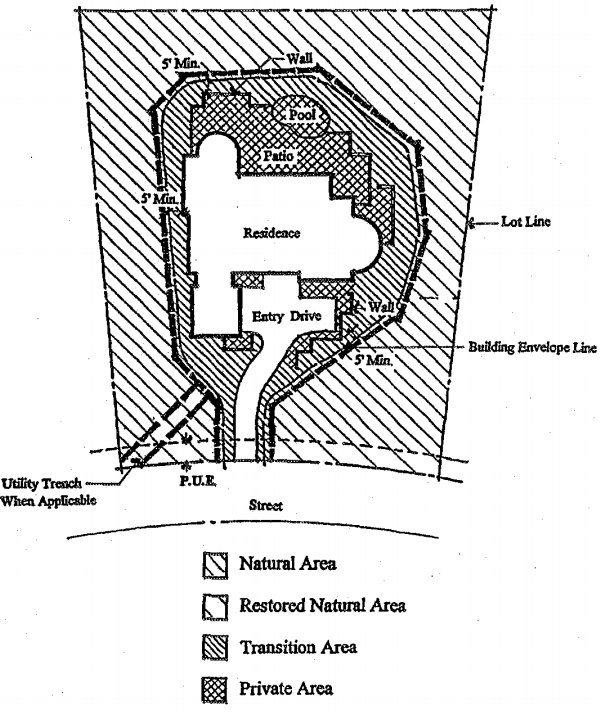 5' Min.
Wall
Pool
Patio
5' Min.
Residence
Lot Line
Entry Drive
Wall
Building Envelope Line
5' Min.
Utility Trench
When Applicable
P.U.E.
Street
Natural Area
Restored Natural Area
Transition Area
Private Area